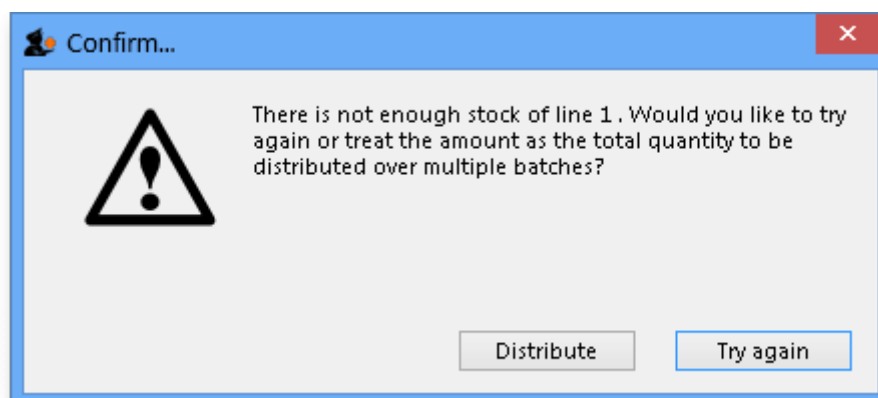 Confirm...
There is not enough stock of line 1 . Would you like to try
again or treat the amount as the total quantity to be
distributed over multiple batches?
Distribute
Try again